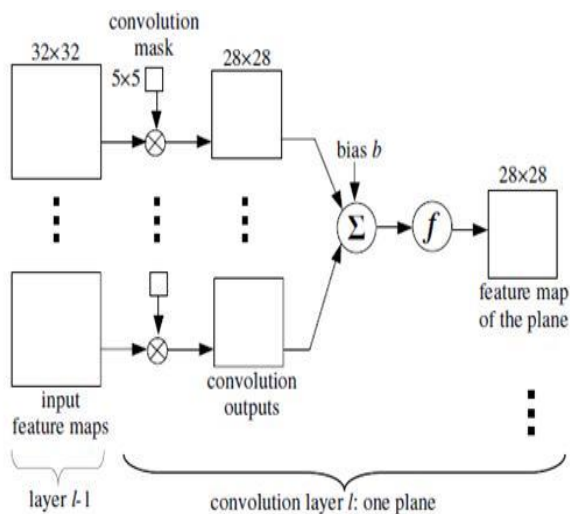 convolution
mask
32×32
5×5
28×28
bias b
Σ
f
28×28
feature map
of the plane
convolution
outputs
input
feature maps
layer l-1
convolution layer l: one plane